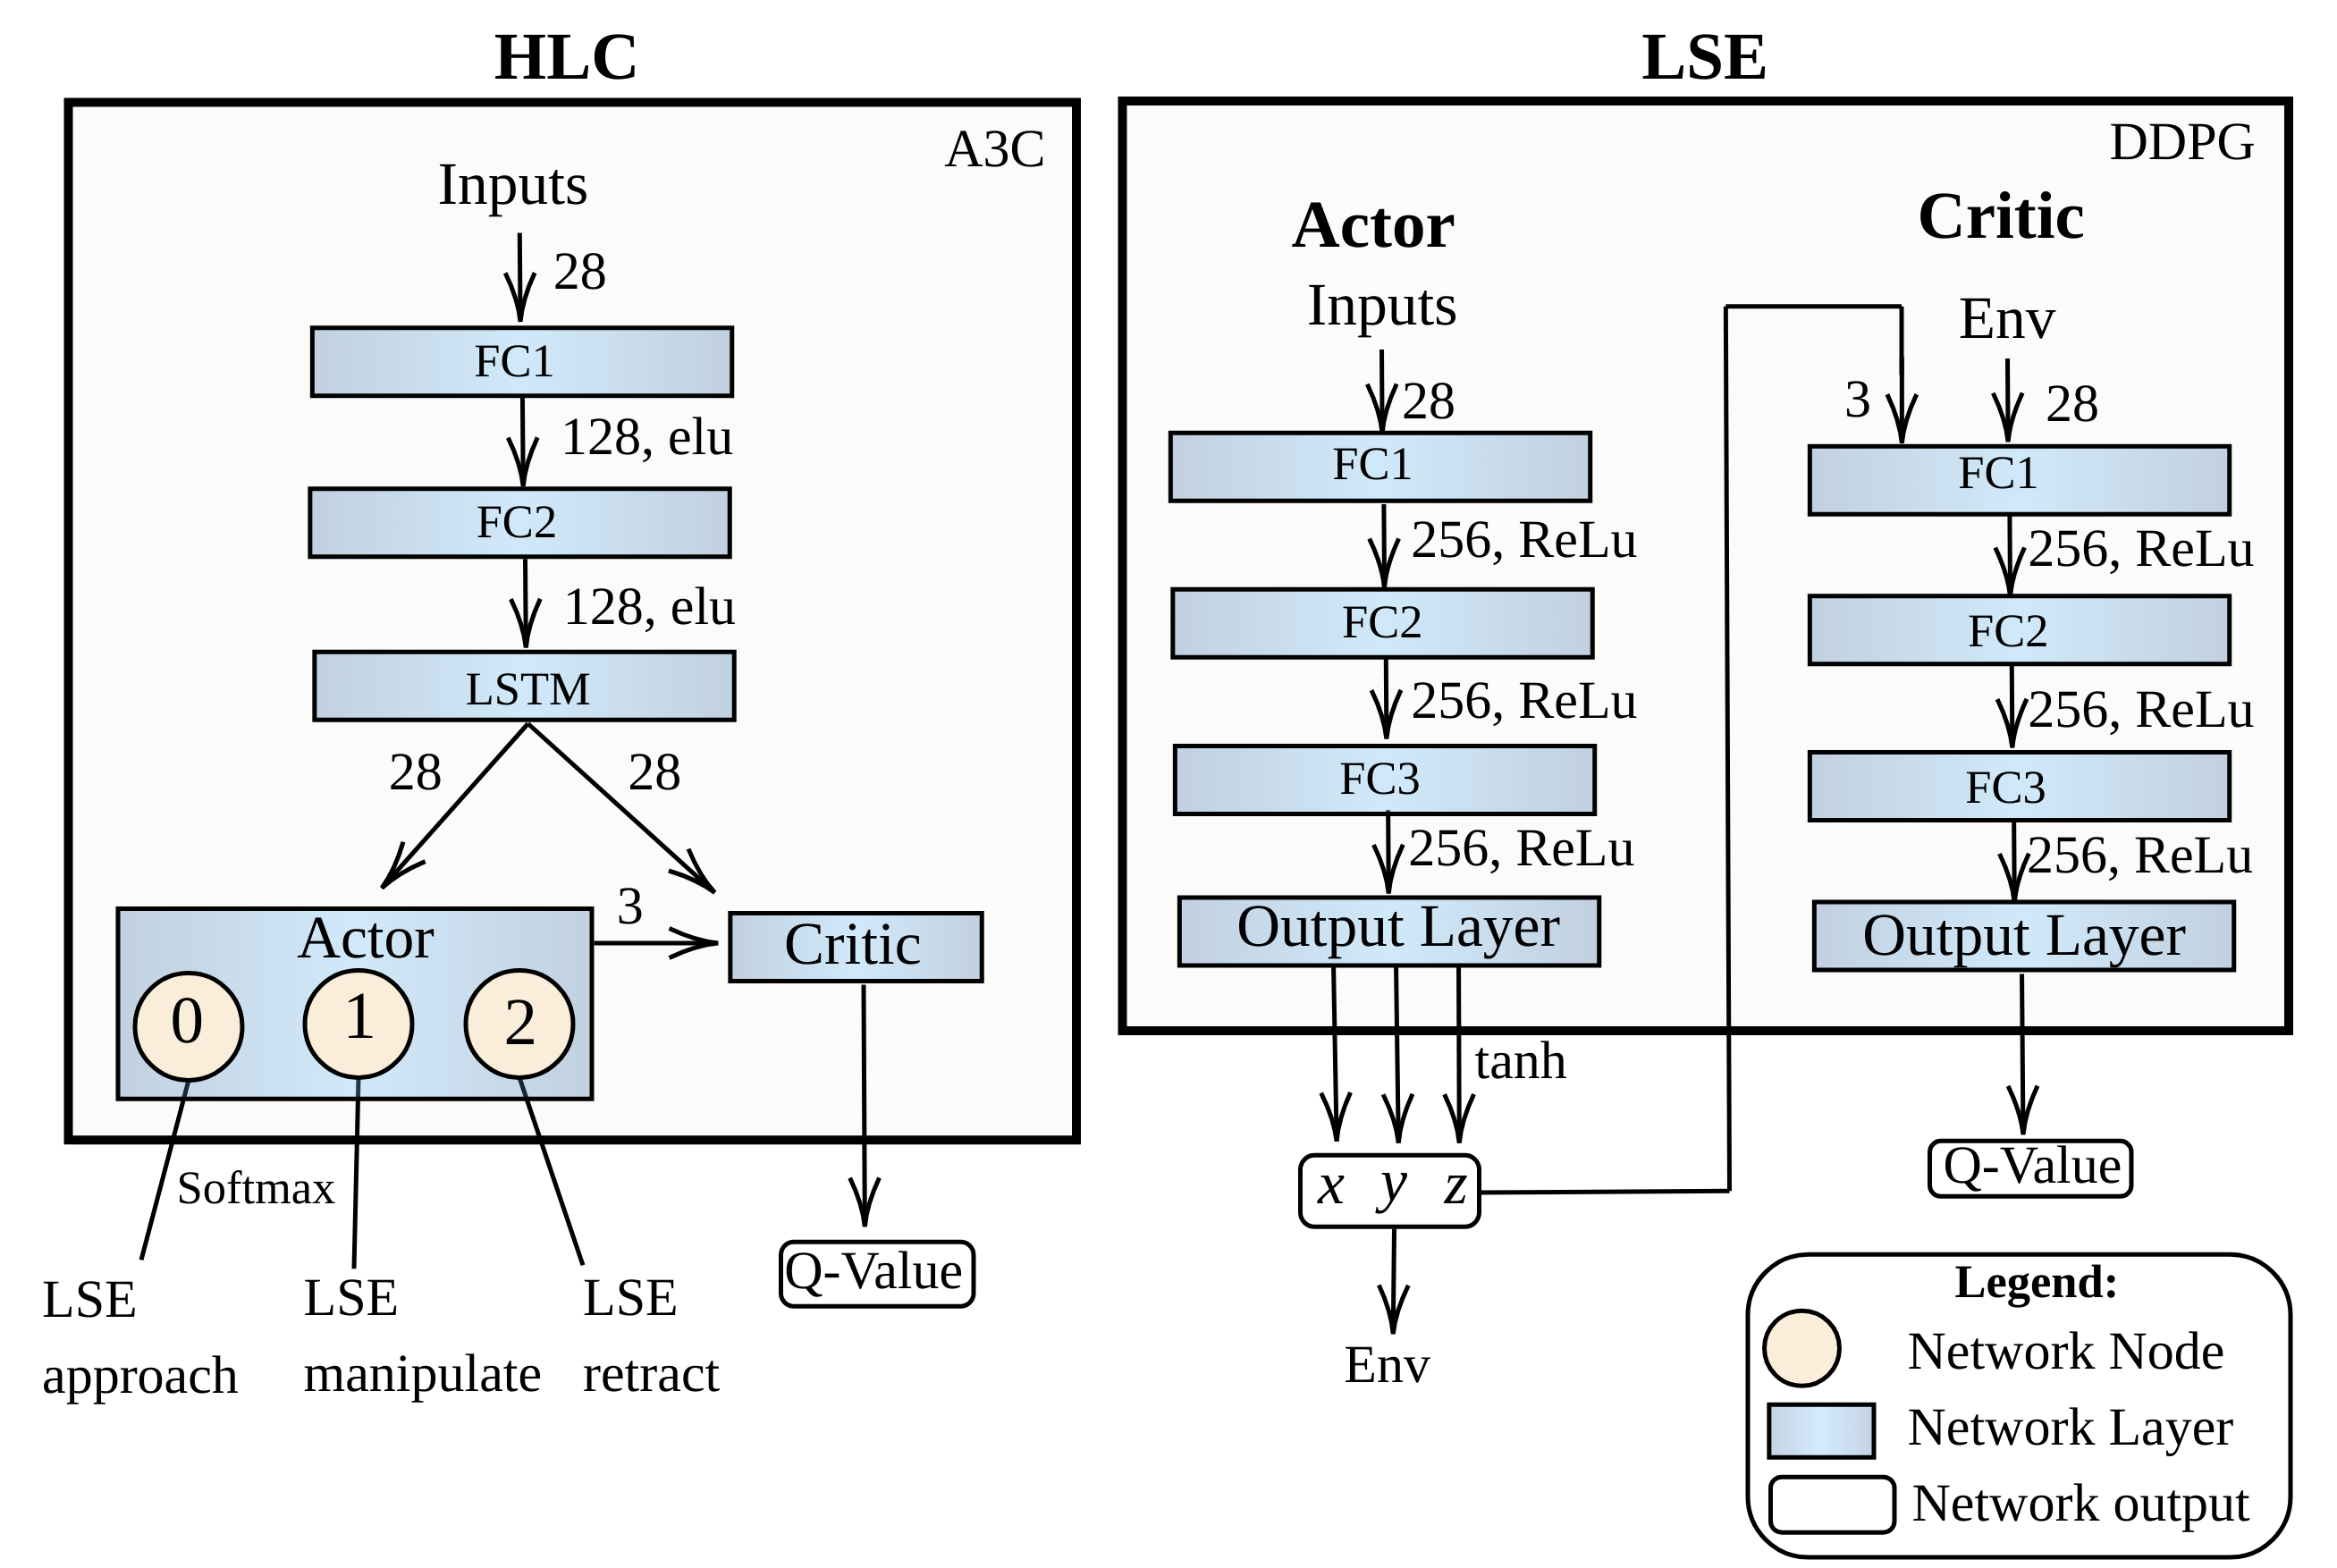 HLC
A3C
Inputs
28
FC1
128, elu
FC2
128, elu
LSTM
28
28
Actor
3
Critic
0
1
2
Softmax
LSE
approach
LSE
manipulate
LSE
retract
Q-Value
LSE
DDPG
Actor
Inputs
28
FC1
256, ReLu
FC2
256, ReLu
FC3
256, ReLu
Output Layer
tanh
x y z
Env
Critic
Env
3
28
FC1
256, ReLu
FC2
256, ReLu
FC3
256, ReLu
Output Layer
Q-Value
Legend:
Network Node
Network Layer
Network output